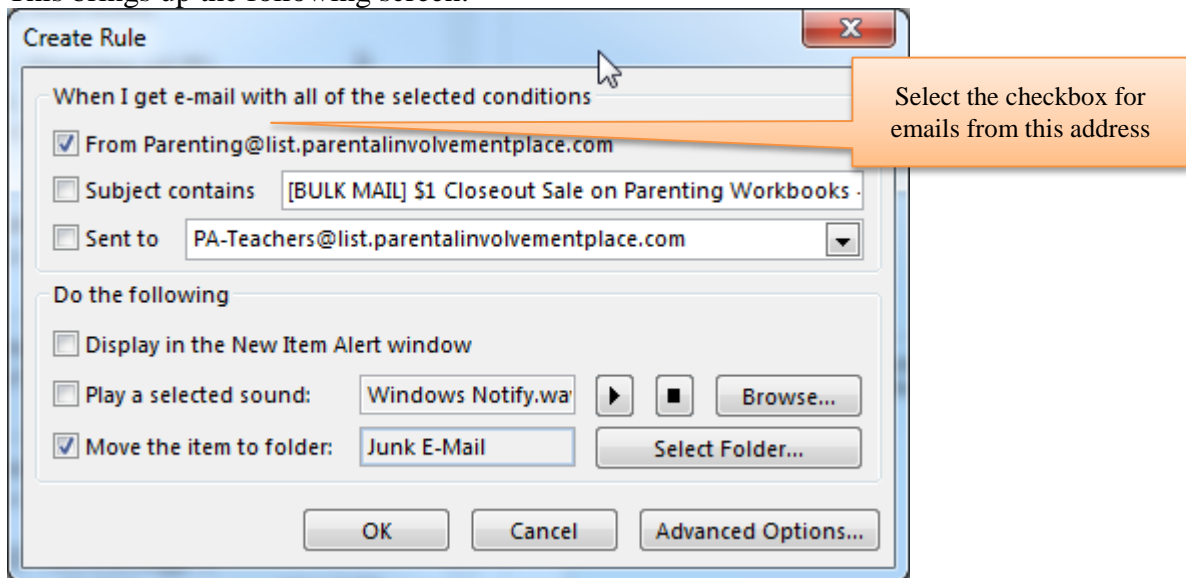 This brings up the following screen:
Create Rule
When I get e-mail with all of the selected conditions
Select the checkbox for
emails from this address
From Parenting@list.parentalinvolvementplace.com
Subject contains [BULK MAIL] $1 Closeout Sale on Parenting Workbooks -
Sent to PA-Teachers@list.parentalinvolvementplace.com
Do the following
Display in the New Item Alert window
Play a selected sound: Windows Notify.wav Browse...
Move the item to folder: Junk E-Mail Select Folder...
OK Cancel Advanced Options...